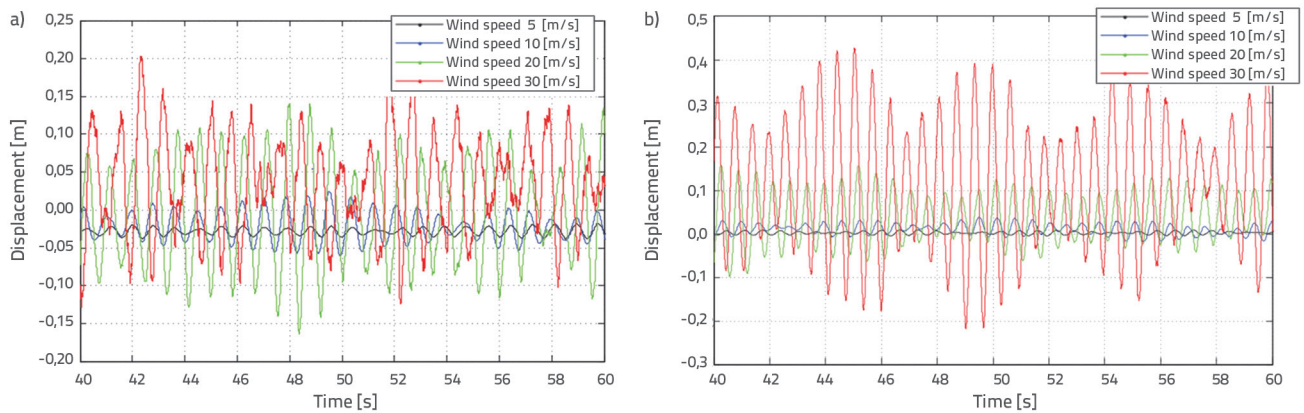 a)
Displacement [m]
0,25
0,20
0,15
0,10
0,05
0,00
-0,05
-0,10
-0,15
-0,20
40 42 44 46 48 50 52 54 56 58 60
Time [s]
Wind speed 5 [m/s]
Wind speed 10 [m/s]
Wind speed 20 [m/s]
Wind speed 30 [m/s]
b)
Displacement [m]
0,5
0,4
0,3
0,2
0,1
0,0
-0,1
-0,2
-0,3
40 42 44 46 48 50 52 54 56 58 60
Time [s]
Wind speed 5 [m/s]
Wind speed 10 [m/s]
Wind speed 20 [m/s]
Wind speed 30 [m/s]